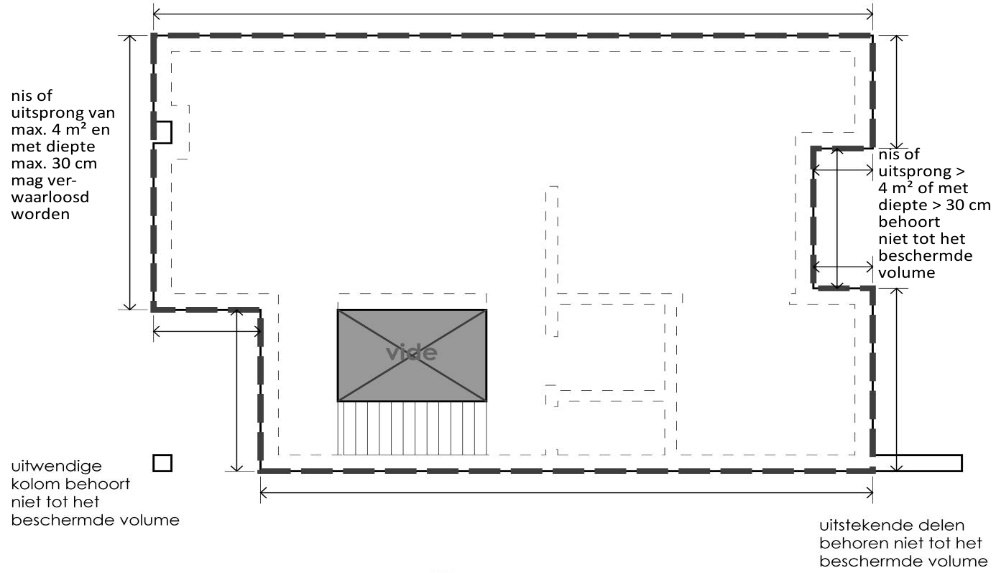 nis of
uitsprong van
max. 4 m² en
met diepte
max. 30 cm
mag ver-
waarloosd
worden
nis of
uitsprong >
4 m² of met
diepte > 30 cm
behoort
niet tot het
beschermde
volume
vide
uitwendige
kolom behoort
niet tot het
beschermde volume
uitstekende delen
behoren niet tot het
beschermde volume